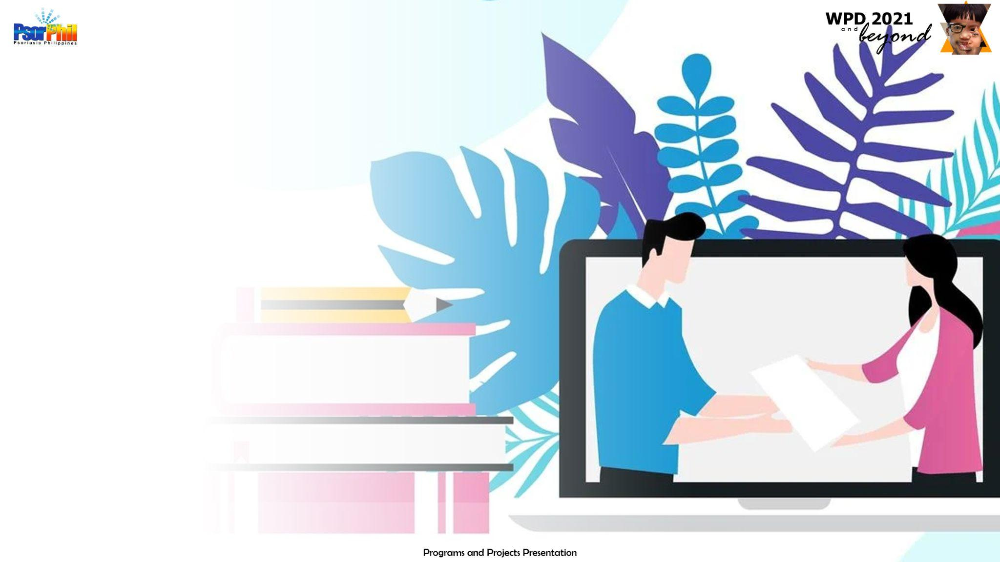 PsorPhil
Psoriasis Philippines
WPD 2021
and beyond
Programs and Projects Presentation